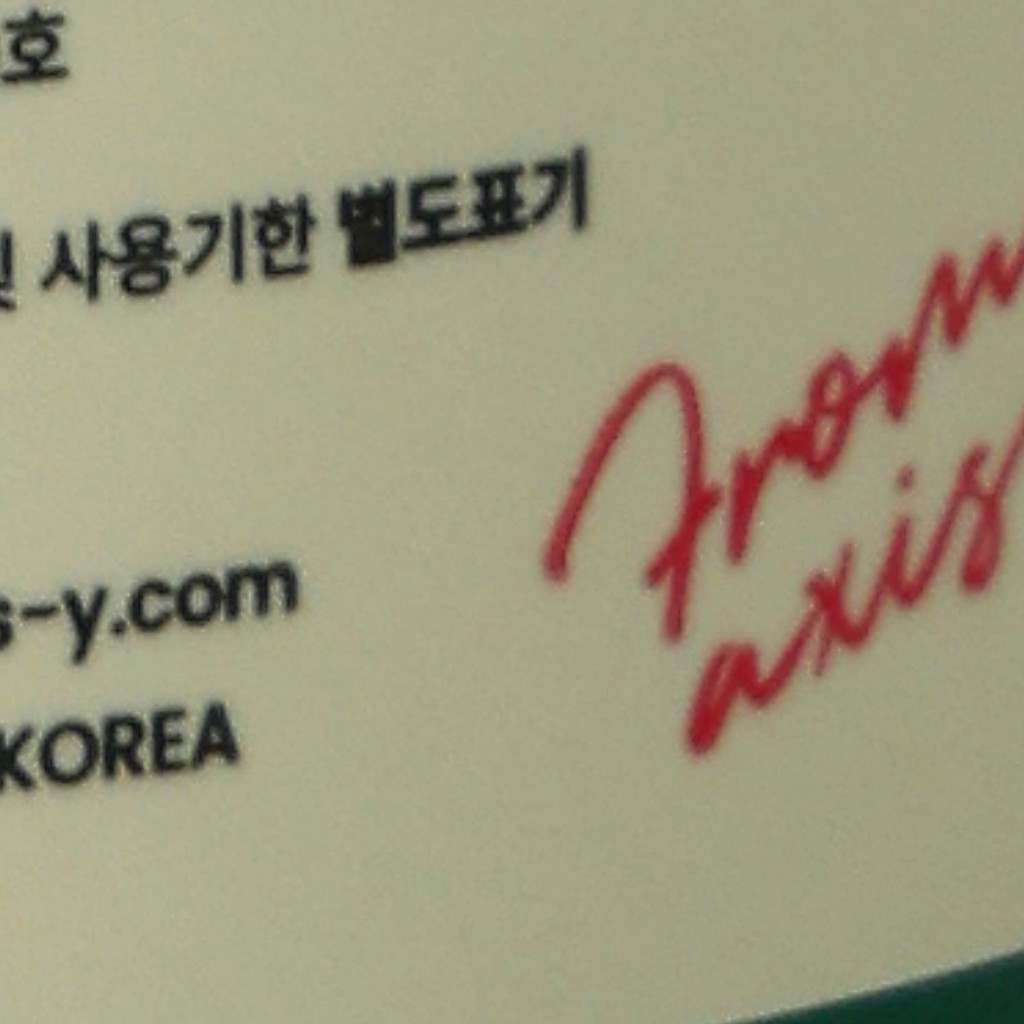 호
및 사용기한 별도표기
s-y.com
KOREA
From
axis